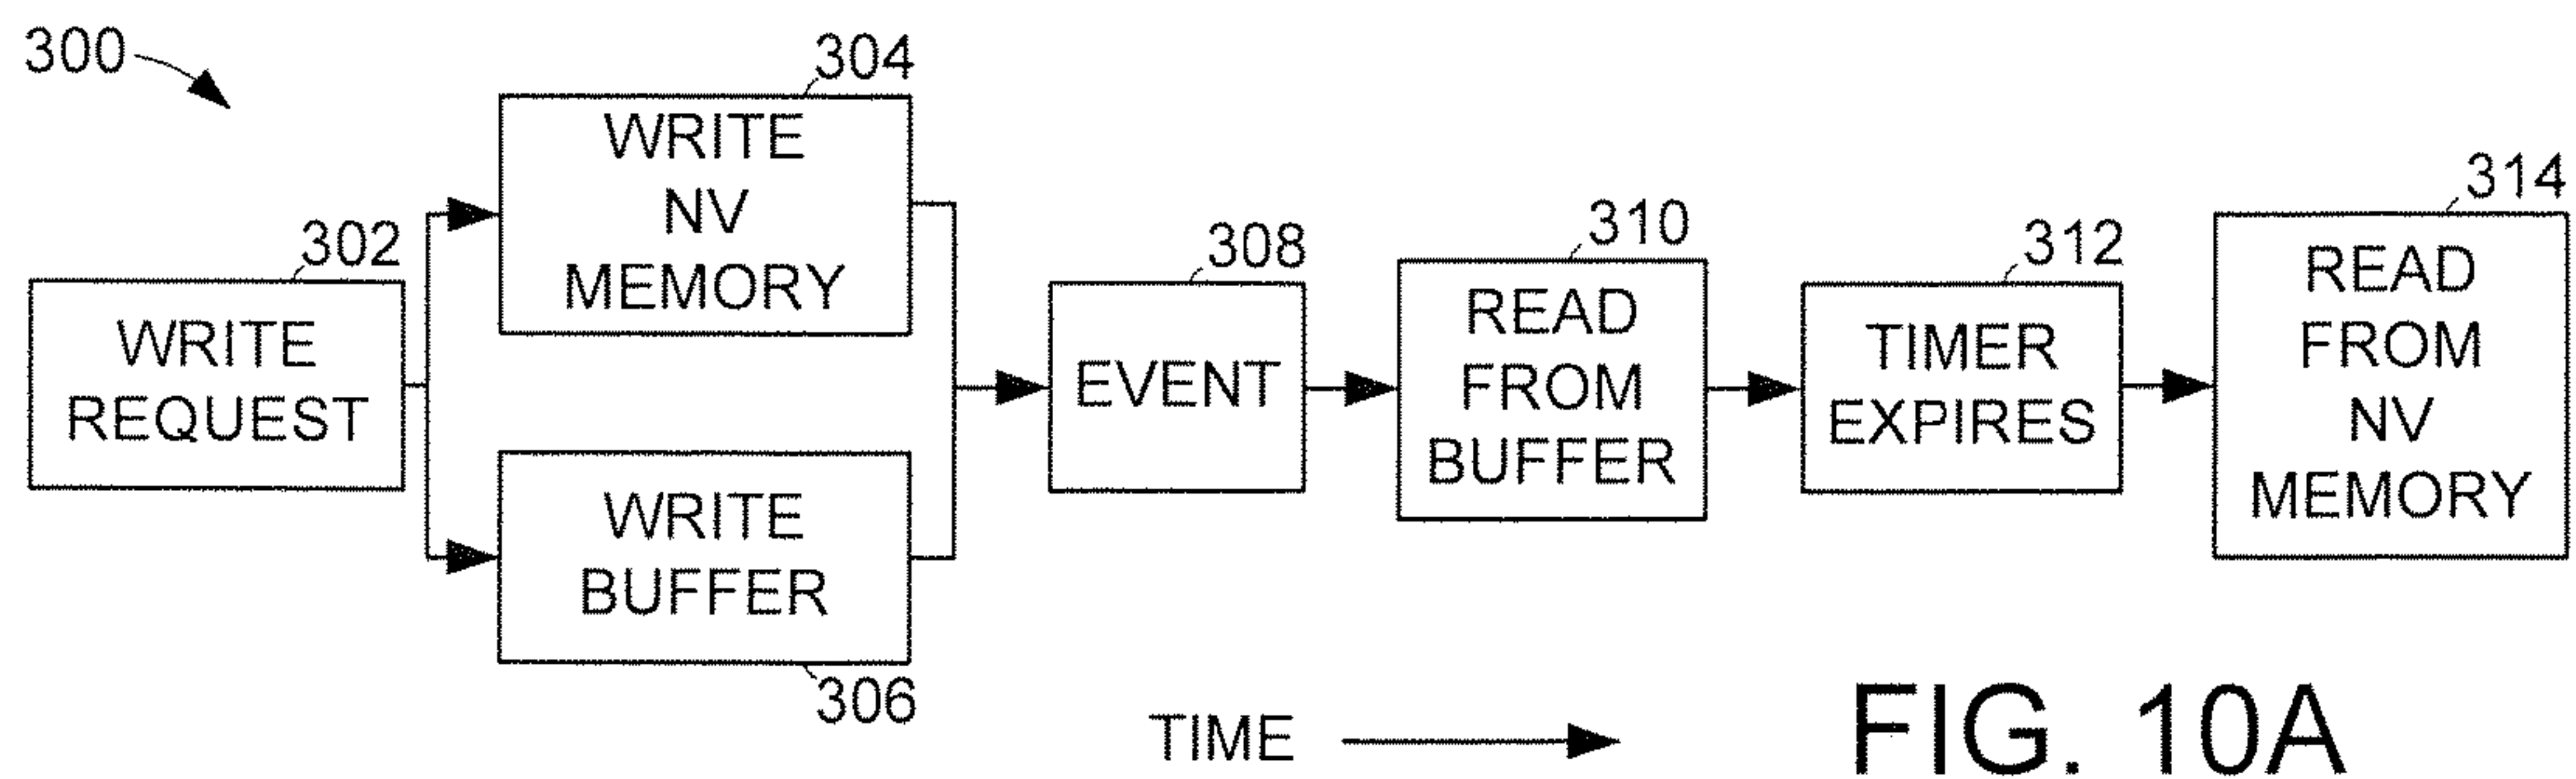 300
302
WRITE
REQUEST
304
WRITE
NV
MEMORY
WRITE
BUFFER
306
308
EVENT
310
READ
FROM
BUFFER
312
TIMER
EXPIRES
314
READ
FROM
NV
MEMORY
TIME
FIG. 10A